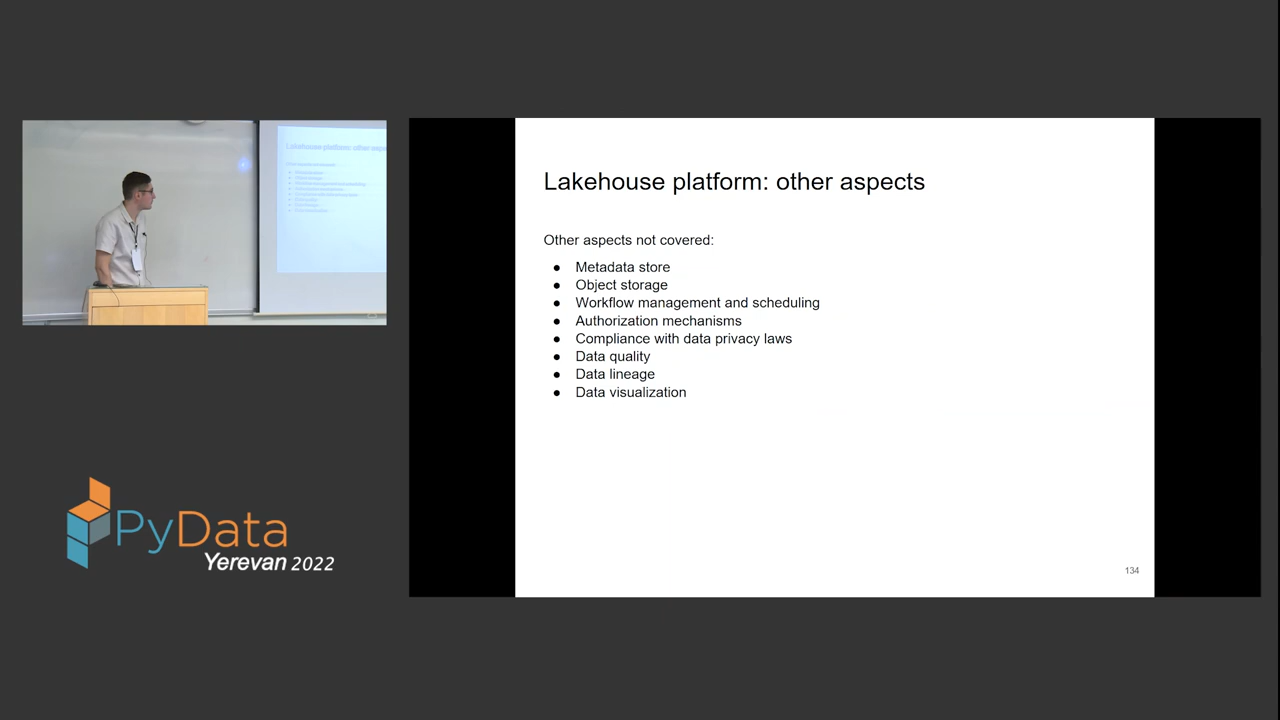 Lakehouse platform: other aspects
Other aspects not covered:
● Metadata store
● Object storage
● Workflow management and scheduling
● Authorization mechanisms
● Compliance with data privacy laws
● Data quality
● Data lineage
● Data visualization
134
PyData
Yerevan 2022